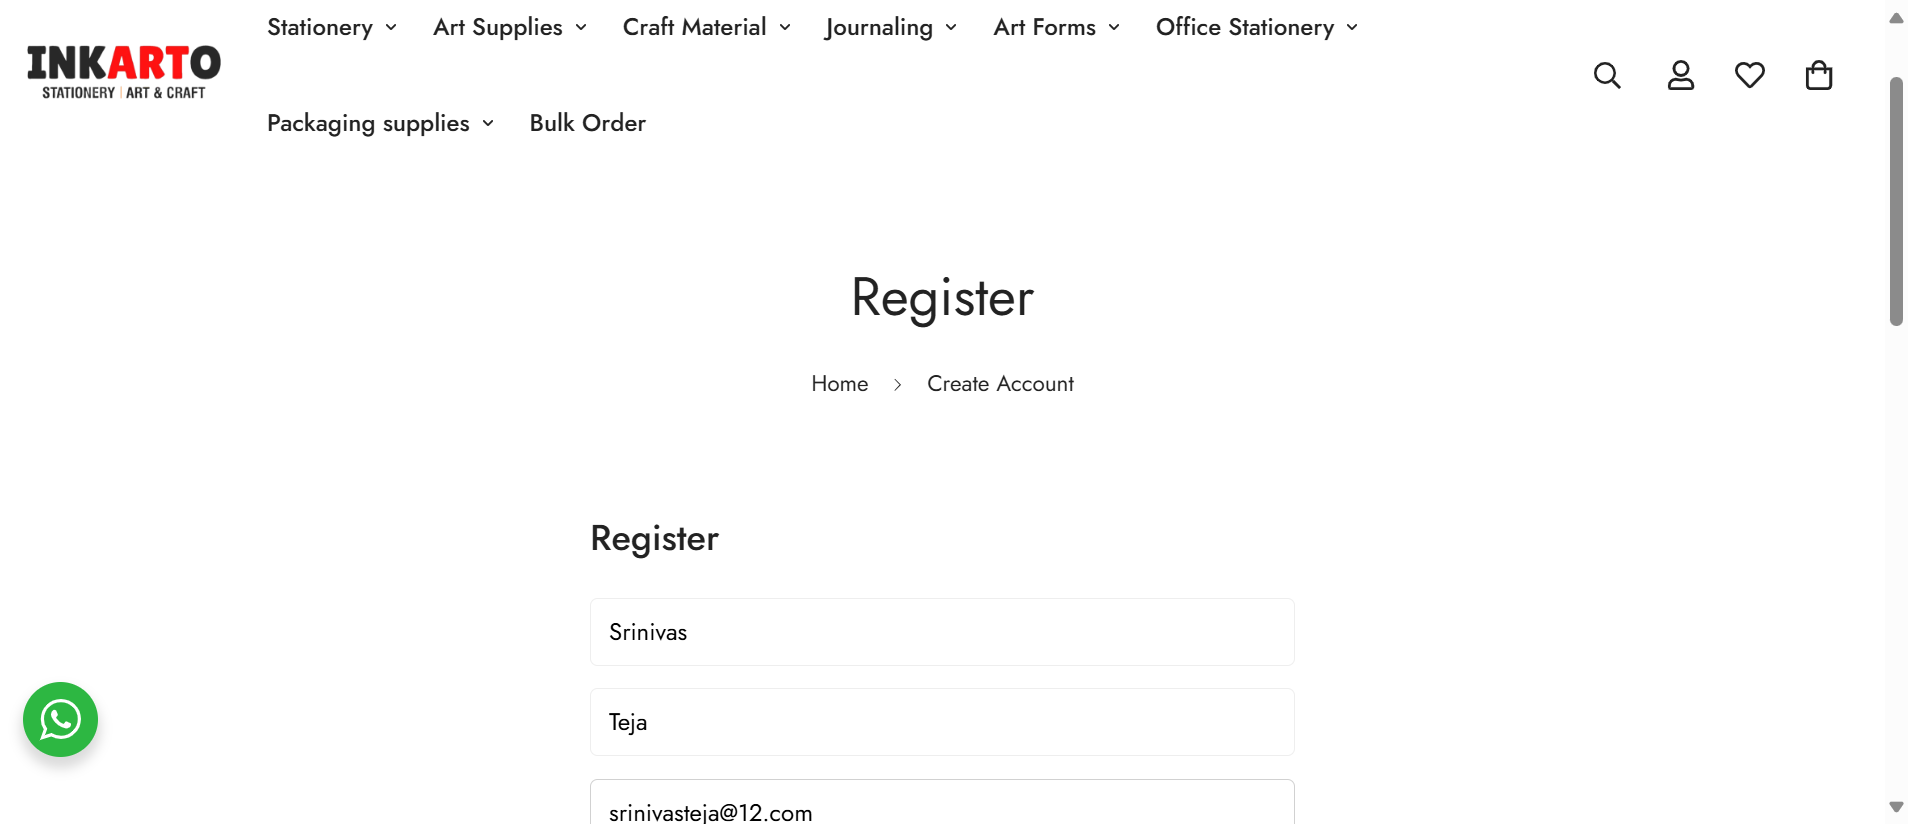 INKARTO
STATIONERY | ART & CRAFT
Stationery Art Supplies Craft Material Journaling Art Forms Office Stationery
Packaging supplies Bulk Order
Register
Home > Create Account
Register
Srinivas
Teja
srinivasteja@12.com